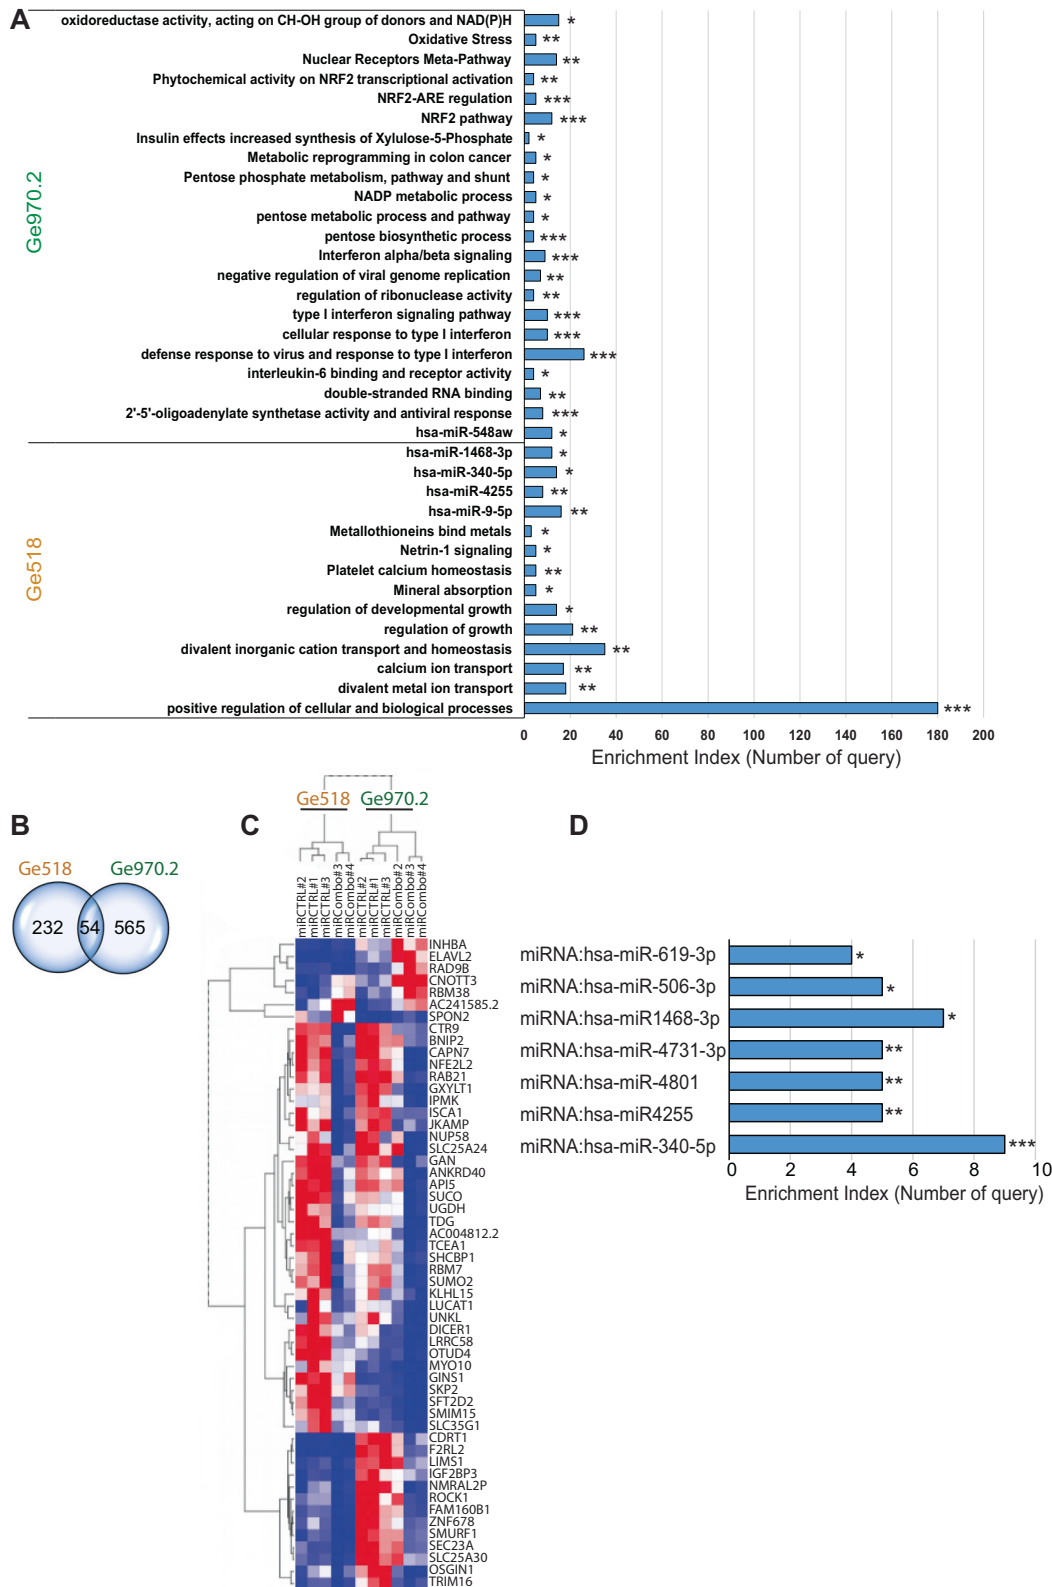 A
oxidoreductase activity, acting on CH-OH group of donors and NAD(P)H *
Oxidative Stress **
Nuclear Receptors Meta-Pathway **
Phytochemical activity on NRF2 transcriptional activation **
NRF2-ARE regulation ***
NRF2 pathway ***
Insulin effects increased synthesis of Xylulose-5-Phosphate *
Metabolic reprogramming in colon cancer *
Pentose phosphate metabolism, pathway and shunt *
NADP metabolic process *
pentose metabolic process and pathway *
pentose biosynthetic process ***
Interferon alpha/beta signaling ***
negative regulation of viral genome replication **
regulation of ribonuclease activity **
type I interferon signaling pathway ***
cellular response to type I interferon ***
defense response to virus and response to type I interferon ***
interleukin-6 binding and receptor activity *
double-stranded RNA binding **
2'-5'-oligoadenylate synthetase activity and antiviral response ***
hsa-miR-548aw *
Ge970.2
hsa-miR-1468-3p *
hsa-miR-340-5p *
hsa-miR-4255 **
hsa-miR-9-5p **
Metallothioneins bind metals *
Netrin-1 signaling *
Platelet calcium homeostasis **
Mineral absorption *
regulation of developmental growth *
regulation of growth **
divalent inorganic cation transport and homeostasis **
calcium ion transport **
divalent metal ion transport **
positive regulation of cellular and biological processes ***
Ge518
0 20 40 60 80 100 120 140 160 180 200
Enrichment Index (Number of query)
B
Ge518 Ge970.2
232 54 565
C
Ge518 Ge970.2
miRCTRL#2
miRCTRL#1
miRCTRL#3
miRCombo#3
miRCombo#4
miRCTRL#2
miRCTRL#1
miRCTRL#3
miRCombo#2
miRCombo#3
miRCombo#4
INHBA
ELAVL2
RAD9B
CNOTT3
RBM38
AC241585.2
SPON2
CTR9
BNIP2
CAPN7
NFE2L2
RAB21
GXYLT1
IPMK
ISCA1
JKAMP
NUP58
SLC25A24
GAN
ANKRD40
API5
SUCO
UGDH
TDG
AC004812.2
TCEA1
SHCBP1
RBM7
SUMO2
KLHL15
LUCAT1
UNKL
DICER1
LRRC58
OTUD4
MYO10
GINS1
SKP2
SFT2D2
SMIM15
SLC35G1
CDRT1
F2RL2
LIMS1
IGF2BP3
NMRAL2P
ROCK1
FAM160B1
ZNF678
SMURF1
SEC23A
SLC25A30
OSGIN1
TRIM16
D
miRNA:hsa-miR-619-3p *
miRNA:hsa-miR-506-3p *
miRNA:hsa-miR1468-3p *
miRNA:hsa-miR-4731-3p **
miRNA:hsa-miR-4801 **
miRNA:hsa-miR4255 **
miRNA:hsa-miR-340-5p ***
0 2 4 6 8 10
Enrichment Index (Number of query)